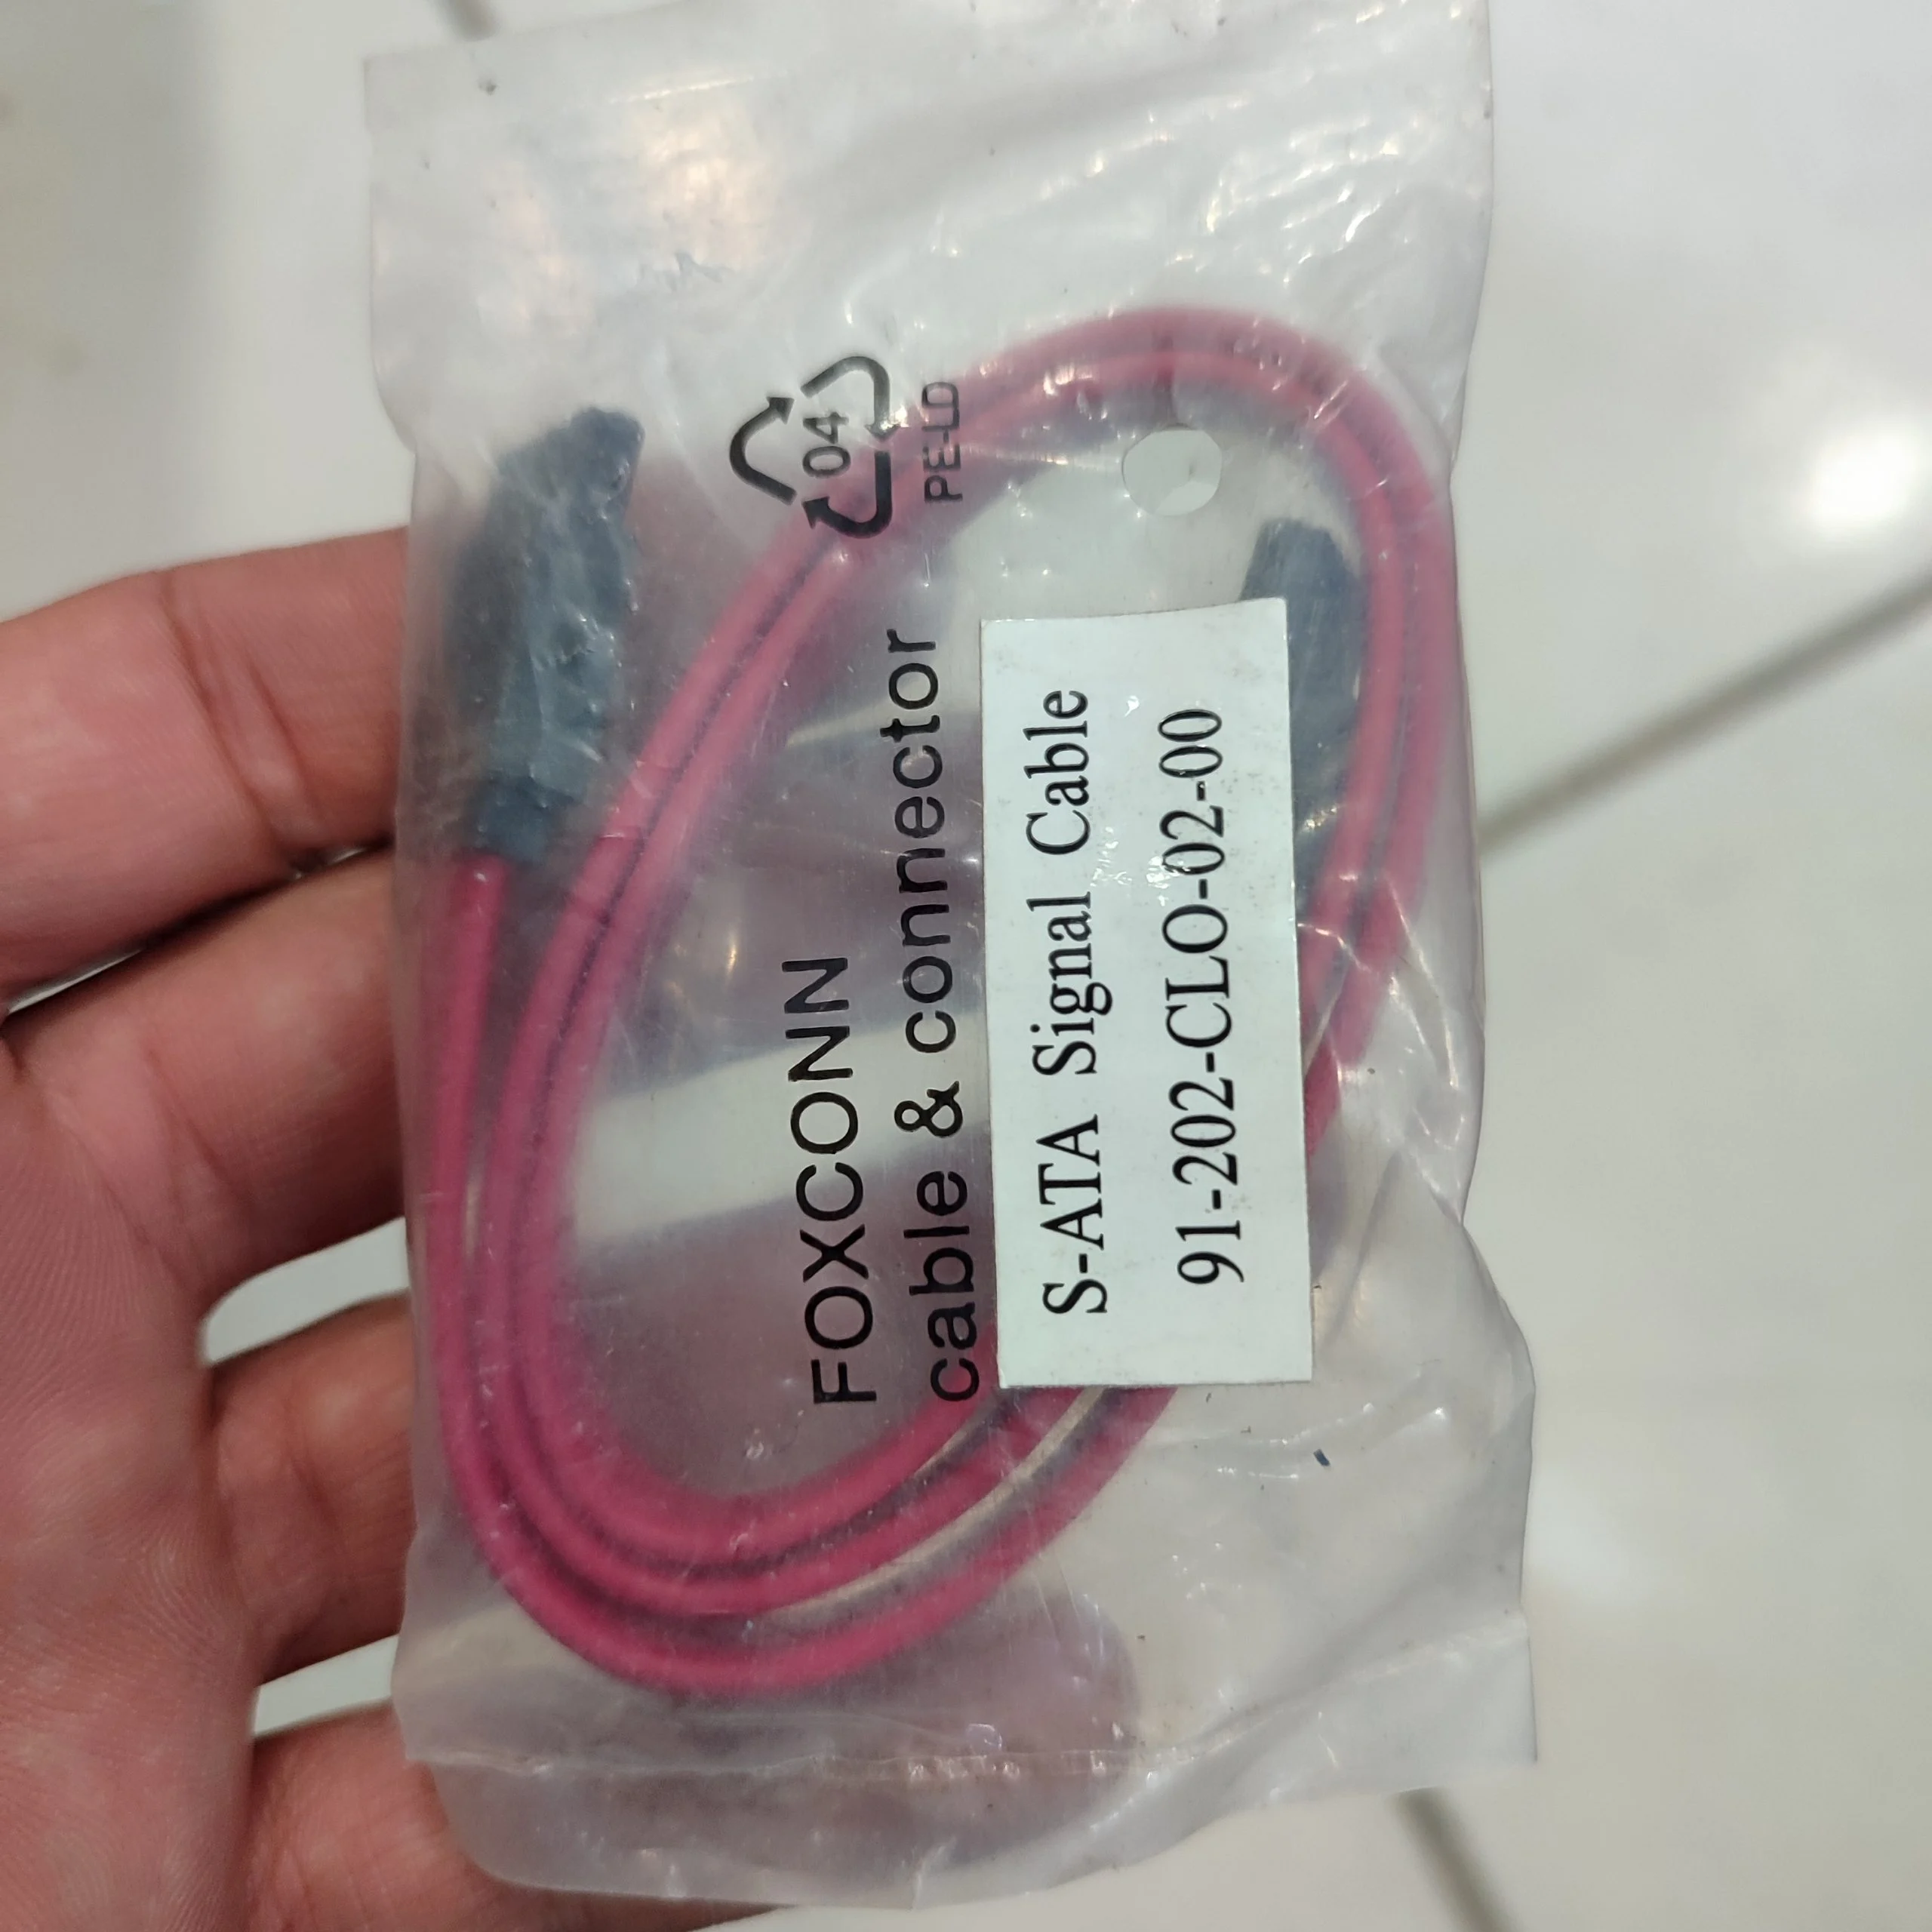 FOXCONN
cable & connector
04
PE-LD
S-ATA Signal Cable
91-202-CLO-02-00